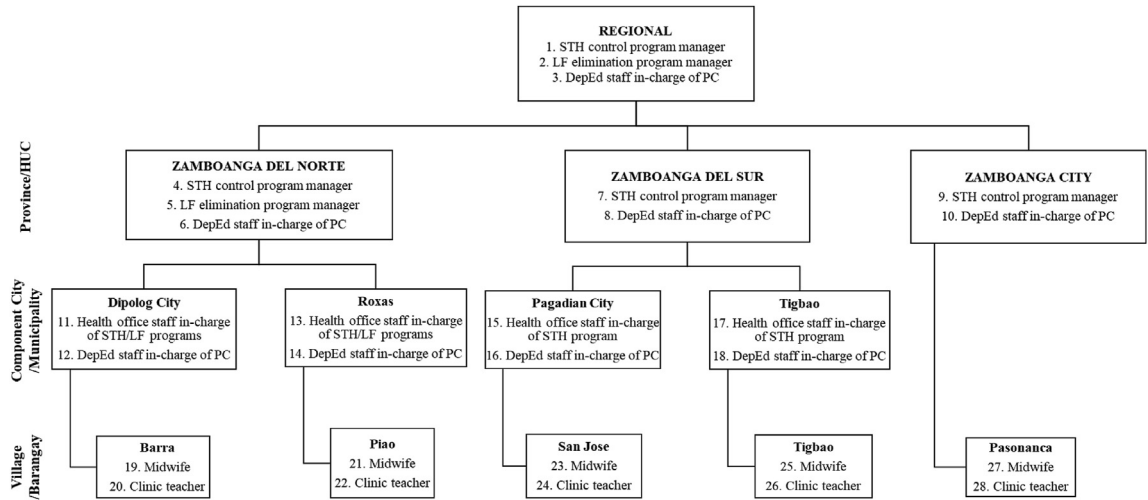 REGIONAL
1. STH control program manager
2. LF elimination program manager
3. DepEd staff in-charge of PC
Province/HUC
ZAMBOANGA DEL NORTE
4. STH control program manager
5. LF elimination program manager
6. DepEd staff in-charge of PC
ZAMBOANGA DEL SUR
7. STH control program manager
8. DepEd staff in-charge of PC
ZAMBOANGA CITY
9. STH control program manager
10. DepEd staff in-charge of PC
Component City
/Municipality
Dipolog City
11. Health office staff in-charge
of STH/LF programs
12. DepEd staff in-charge of PC
Roxas
13. Health office staff in-charge
of STH/LF programs
14. DepEd staff in-charge of PC
Pagadian City
15. Health office staff in-charge
of STH program
16. DepEd staff in-charge of PC
Tigbao
17. Health office staff in-charge
of STH program
18. DepEd staff in-charge of PC
Village
/Barangay
Barra
19. Midwife
20. Clinic teacher
Piao
21. Midwife
22. Clinic teacher
San Jose
23. Midwife
24. Clinic teacher
Tigbao
25. Midwife
26. Clinic teacher
Pasonanca
27. Midwife
28. Clinic teacher